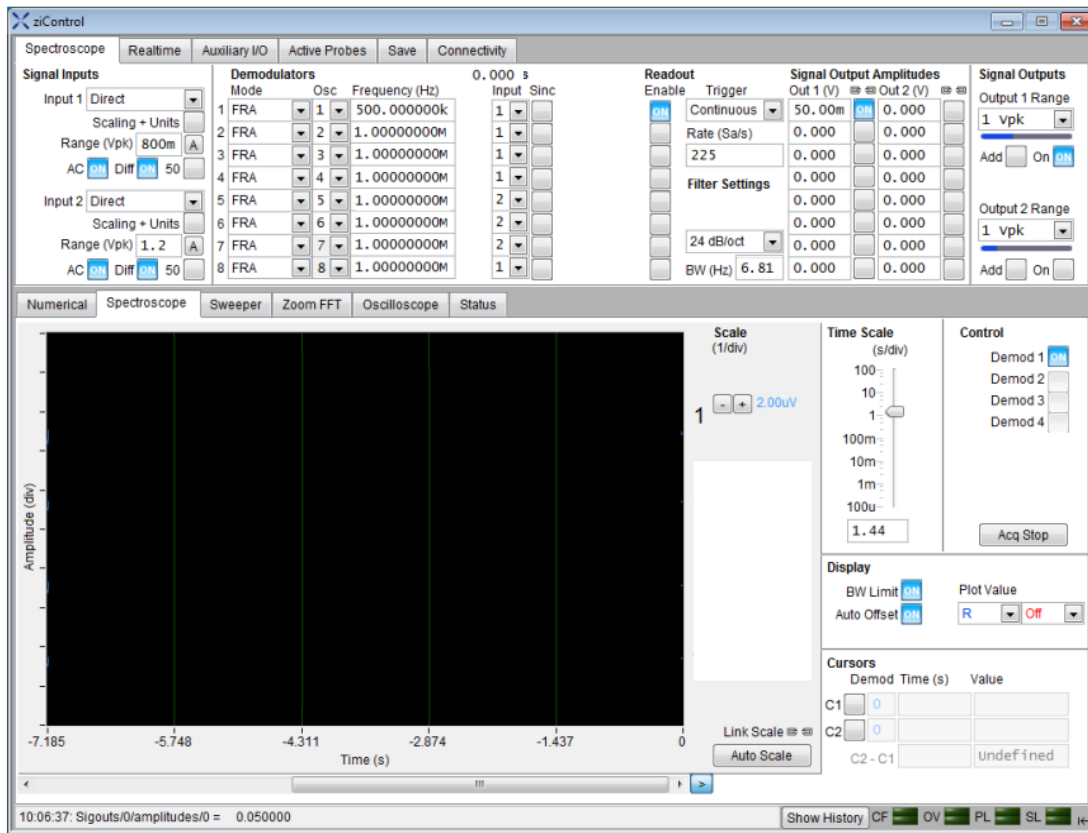 ziControl
Spectroscope Realtime Auxiliary I/O Active Probes Save Connectivity
Signal Inputs Demodulators 0.000 s Readout Signal Output Amplitudes Signal Outputs
Mode Osc Frequency (Hz) Input Sinc Enable Trigger Out 1 (V) Out 2 (V)
Input 1 Direct Output 1 Range
1 FRA 1 500.000000k 1 ON Continuous 50.00m ON 0.000 1 Vpk
Scaling + Units
2 FRA 2 1.00000000M 1 Rate (Sa/s) 0.000 0.000
Range (Vpk) 800m A
3 FRA 3 1.00000000M 1 225 0.000 0.000 Add On ON
AC ON Diff ON 50
4 FRA 4 1.00000000M 1 Filter Settings 0.000 0.000
Input 2 Direct
5 FRA 5 1.00000000M 2 0.000 0.000 Output 2 Range
Scaling + Units
6 FRA 6 1.00000000M 2 0.000 0.000 1 Vpk
Range (Vpk) 1.2 A
7 FRA 7 1.00000000M 2 24 dB/oct 0.000 0.000
AC ON Diff ON 50
8 FRA 8 1.00000000M 1 BW (Hz) 6.81 0.000 0.000 Add On
Numerical Spectroscope Sweeper Zoom FFT Oscilloscope Status
Scale
(1/div)
1 - + 2.00uV
Time Scale
(s/div)
100
10
1
100m
10m
1m
100u
1.44
Control
Demod 1 ON
Demod 2
Demod 3
Demod 4
Acq Stop
Amplitude (div)
-7.185 -5.748 -4.311 -2.874 -1.437 0
Time (s)
Link Scale
Auto Scale
Display
BW Limit ON Plot Value
Auto Offset ON R Off
Cursors
Demod Time (s) Value
C1 0
C2 0
C2 - C1 Undefined
>
10:06:37: Sigouts/0/amplitudes/0 = 0.050000 Show History CF OV PL SL